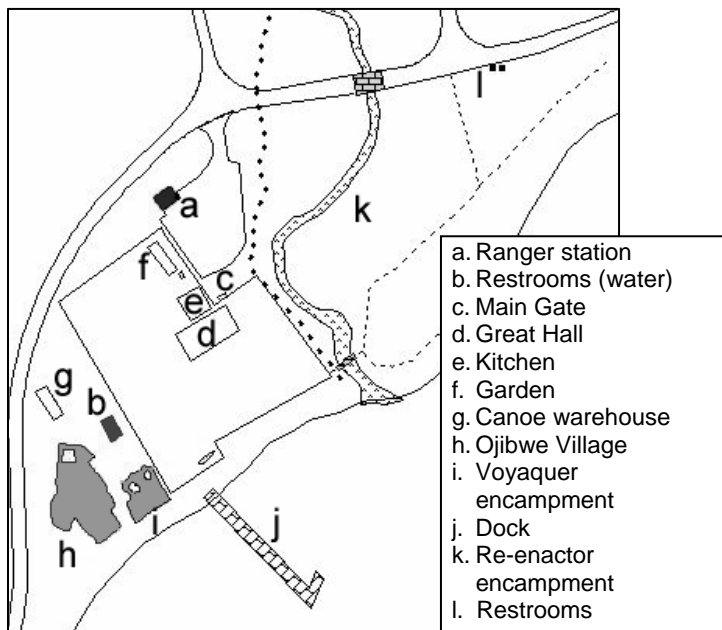 l
a
k
f
c
e
d
g
b
i
j
h
a. Ranger station
b. Restrooms (water)
c. Main Gate
d. Great Hall
e. Kitchen
f. Garden
g. Canoe warehouse
h. Ojibwe Village
i. Voyaquer
encampment
j. Dock
k. Re-enactor
encampment
l. Restrooms